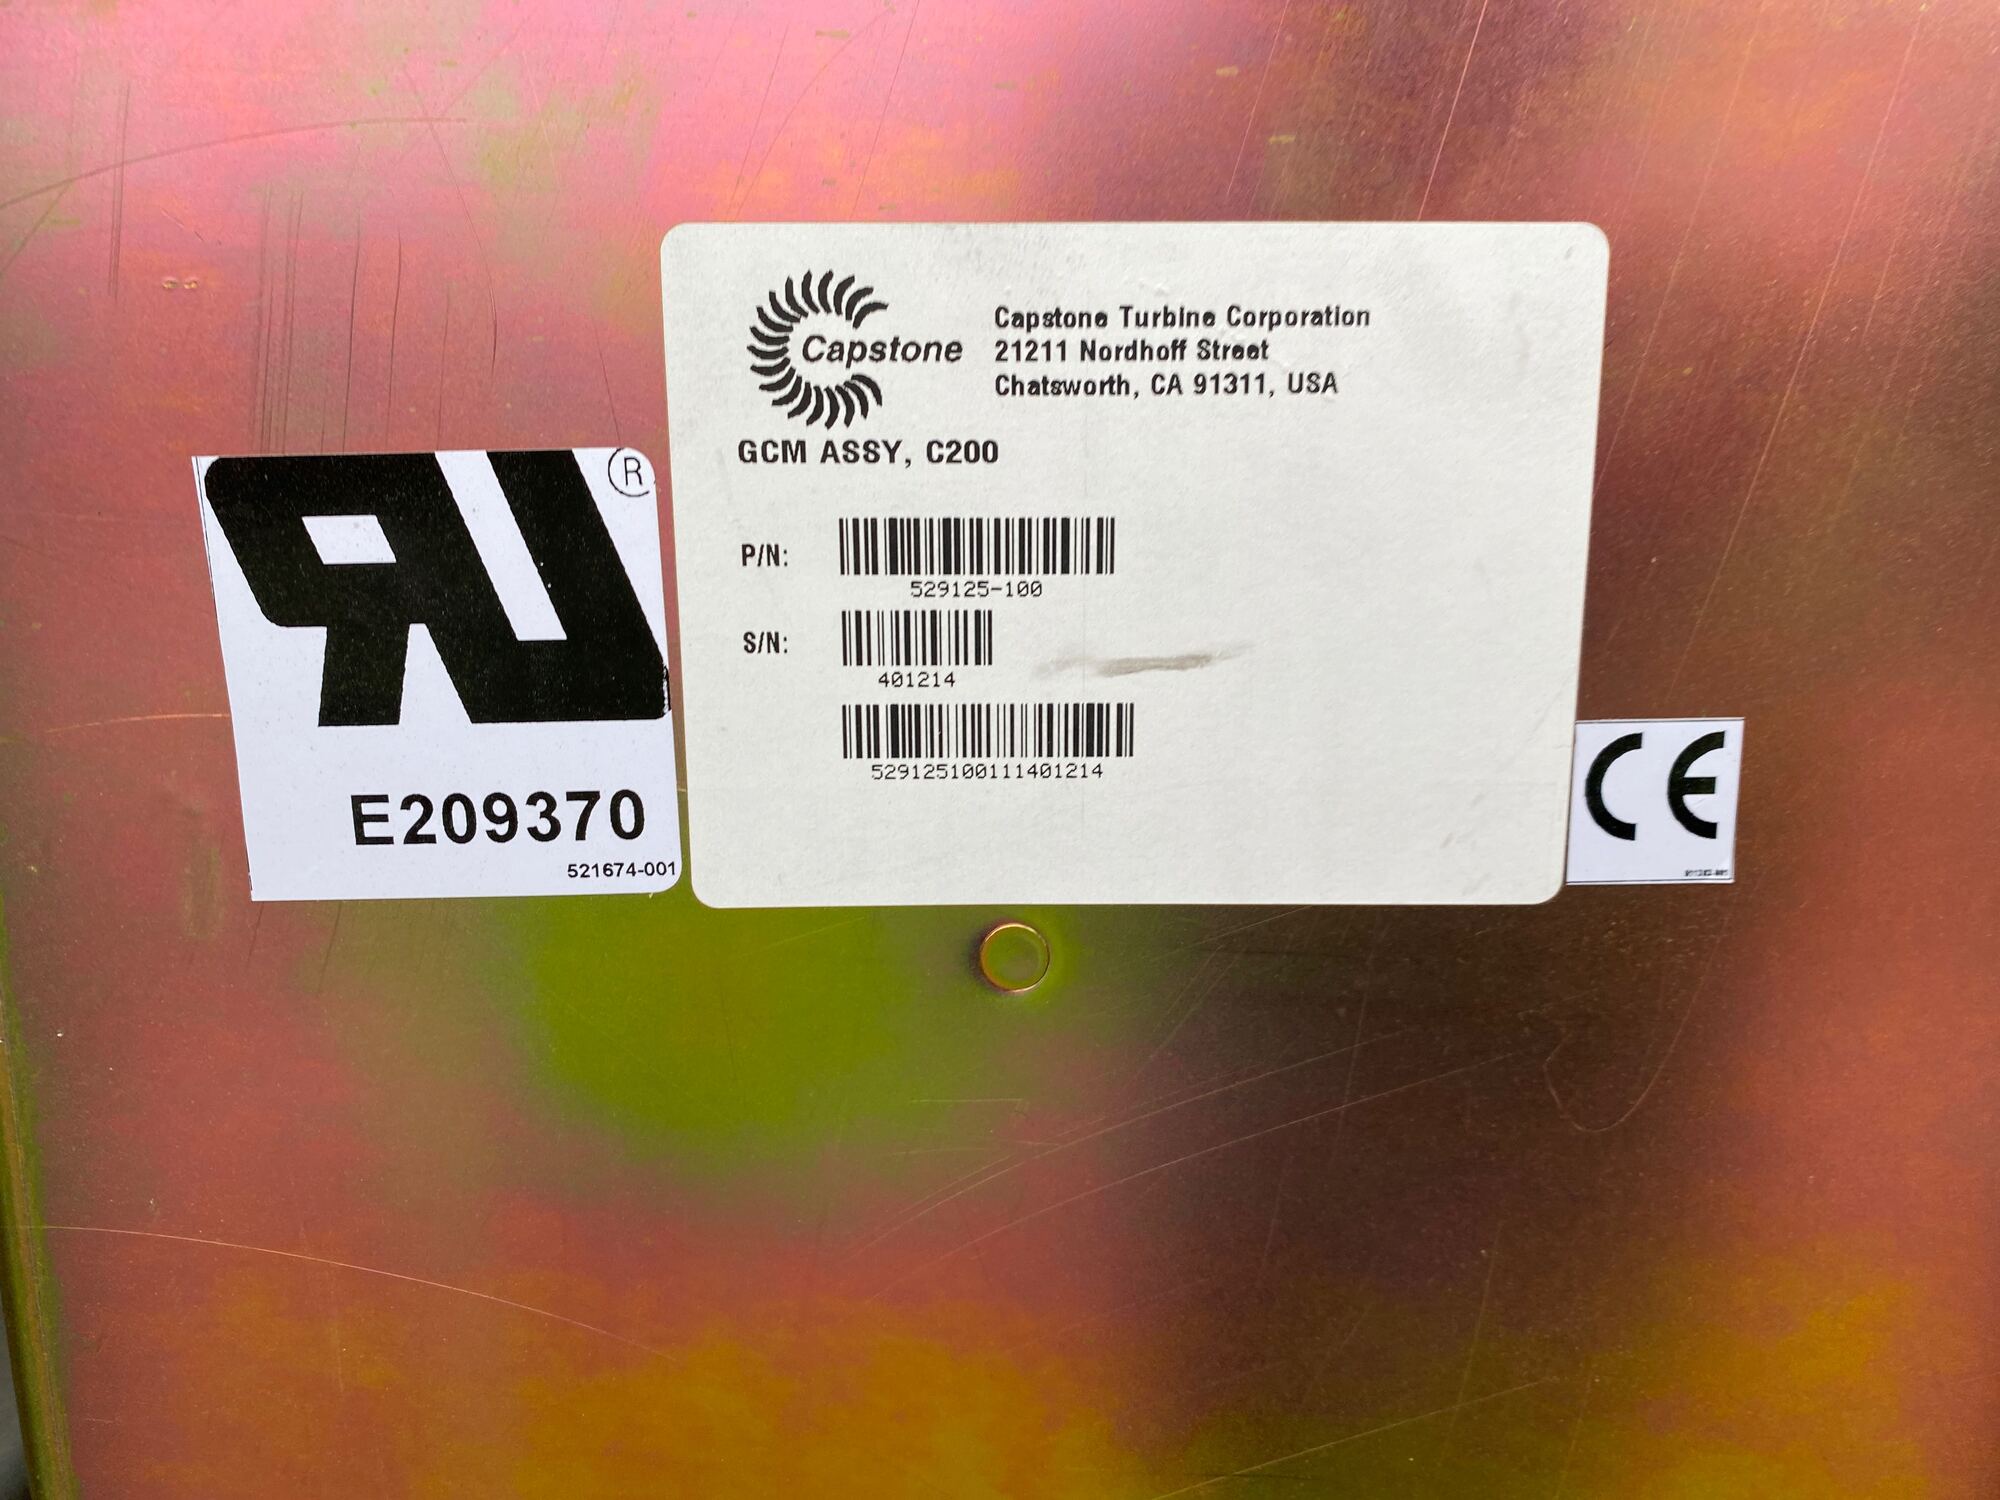 Capstone
Capstone Turbine Corporation
21211 Nordhoff Street
Chatsworth, CA 91311, USA
GCM ASSY, C200
P/N:
529125-100
S/N:
401214
529125100111401214
RU
®
E209370
521674-001
CE